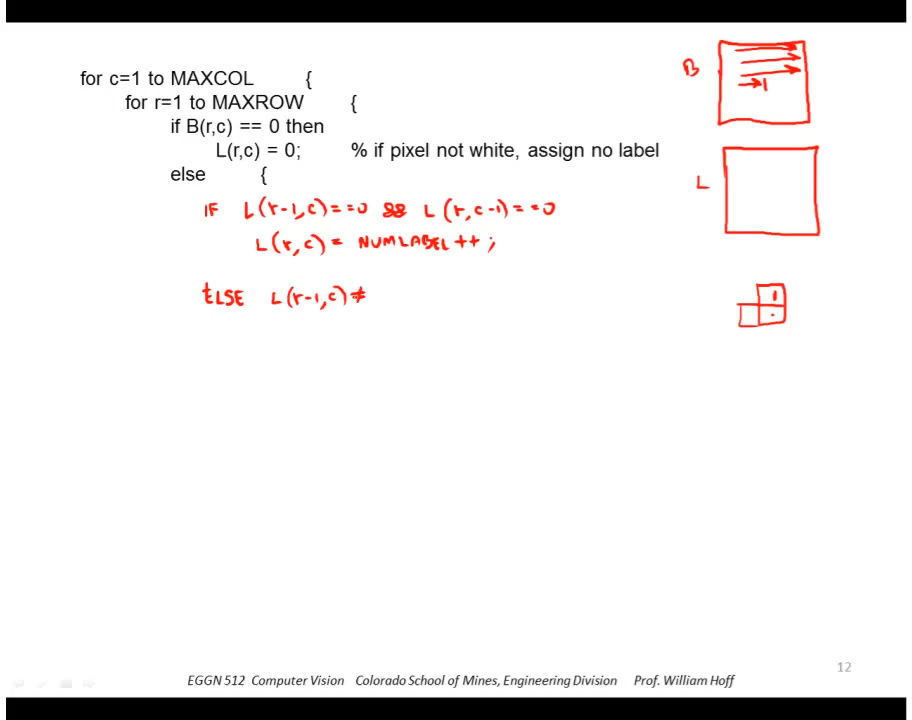 for c=1 to MAXCOL {
for r=1 to MAXROW {
if B(r,c) == 0 then
L(r,c) = 0; % if pixel not white, assign no label
else {
IF L(r-1,c)==0 && L(r,c-1)==0
L(r,c)= NUMLABEL++;
ELSE L(r-1,c)≠
B
1
L
1
12
EGGN 512 Computer Vision Colorado School of Mines, Engineering Division Prof. William Hoff